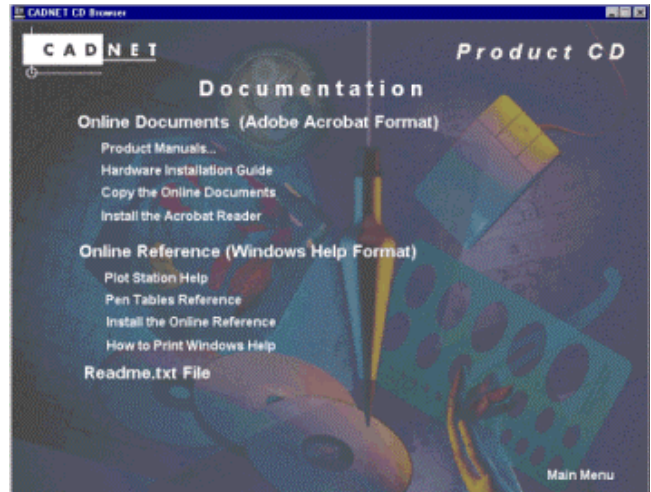 CADNET CD Browser
CADNET
Product CD
Documentation
Online Documents (Adobe Acrobat Format)
Product Manuals...
Hardware Installation Guide
Copy the Online Documents
Install the Acrobat Reader
Online Reference (Windows Help Format)
Plot Station Help
Pen Tables Reference
Install the Online Reference
How to Print Windows Help
Readme.txt File
Main Menu